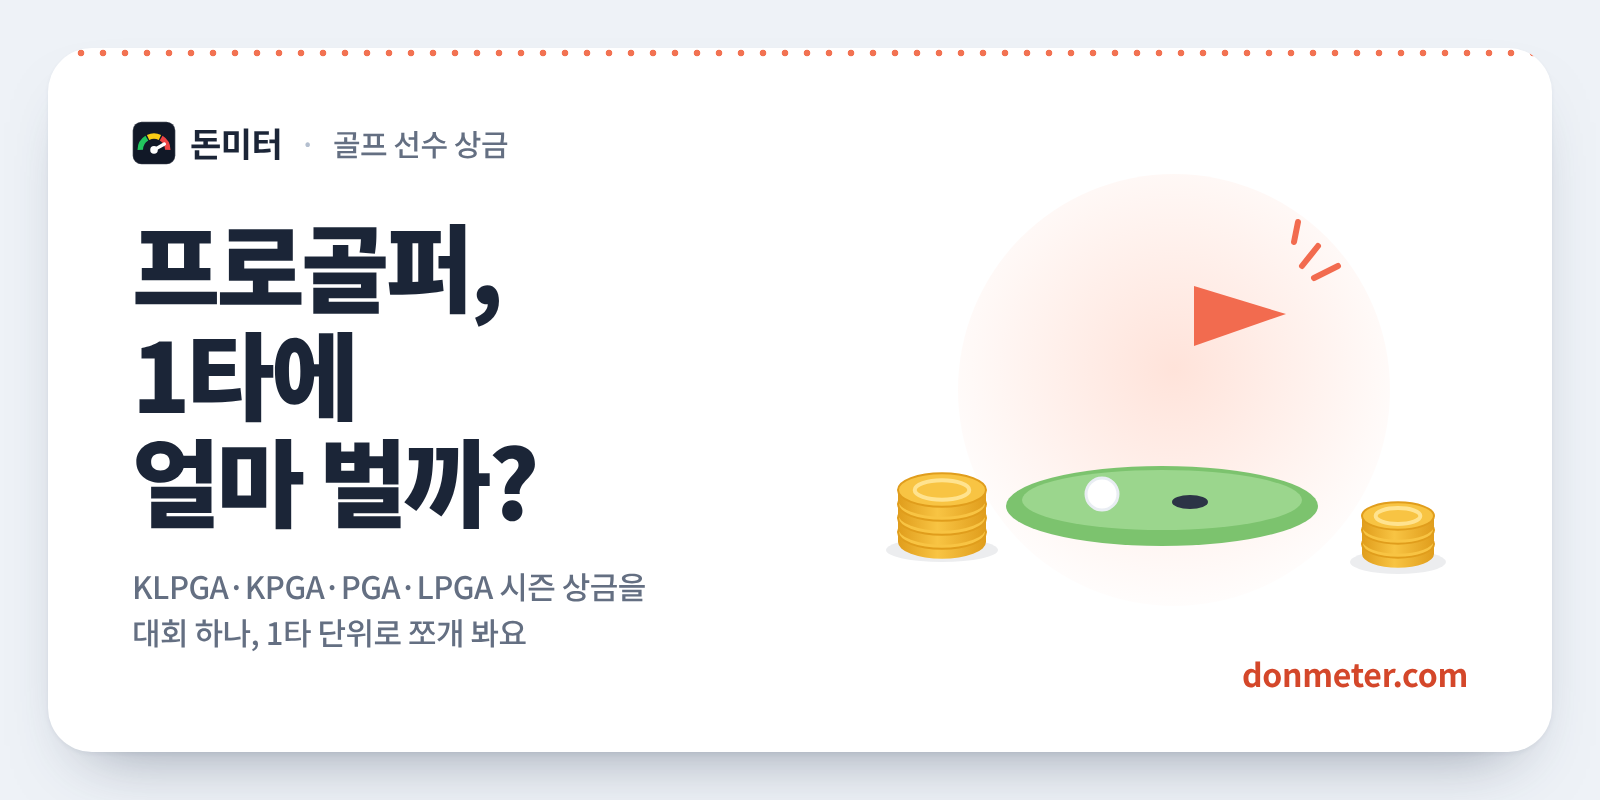 돈미터 · 골프 선수 상금
프로골퍼,
1타에
얼마 벌까?
KLPGA·KPGA·PGA·LPGA 시즌 상금을
대회 하나, 1타 단위로 쪼개 봐요
donmeter.com